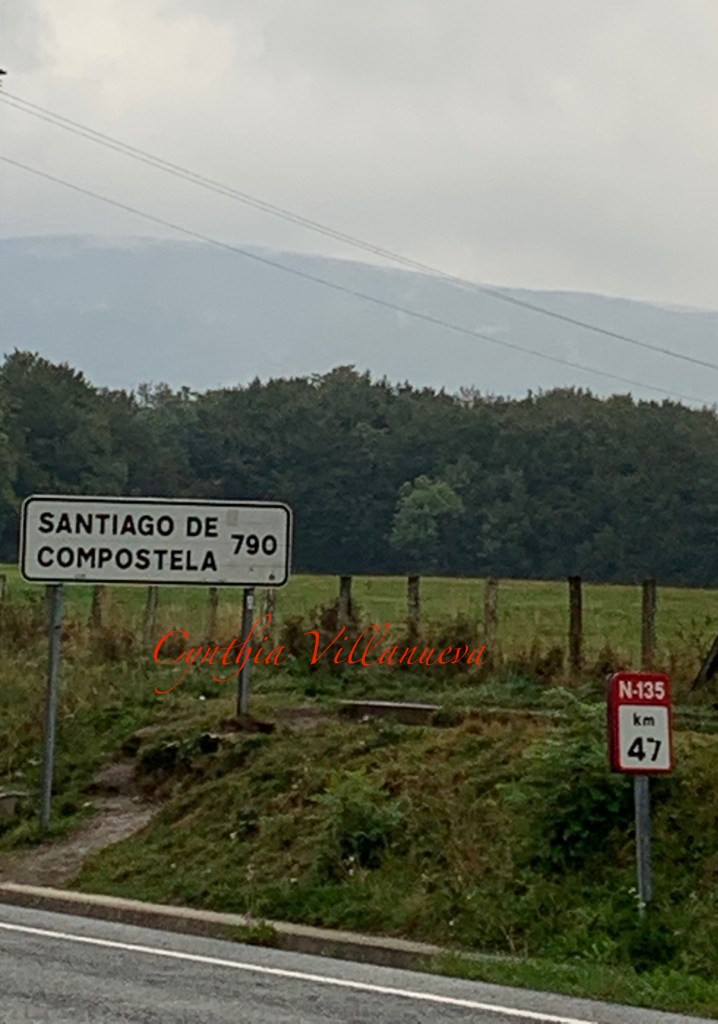 SANTIAGO DE
COMPOSTELA 790
Cynthia Villanueva
N-135
km
47